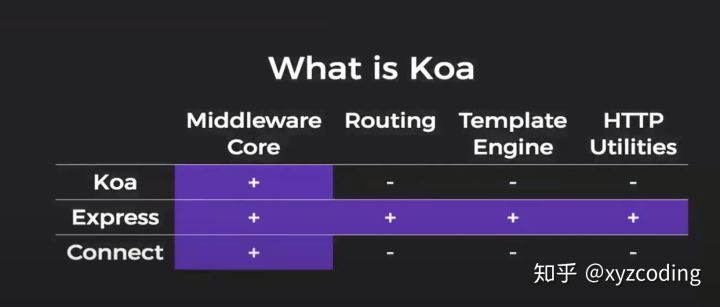 What is Koa
Middleware Core Routing Template Engine HTTP Utilities
Koa + - - -
Express + + + +
Connect + - - -
知乎 @xyzcoding